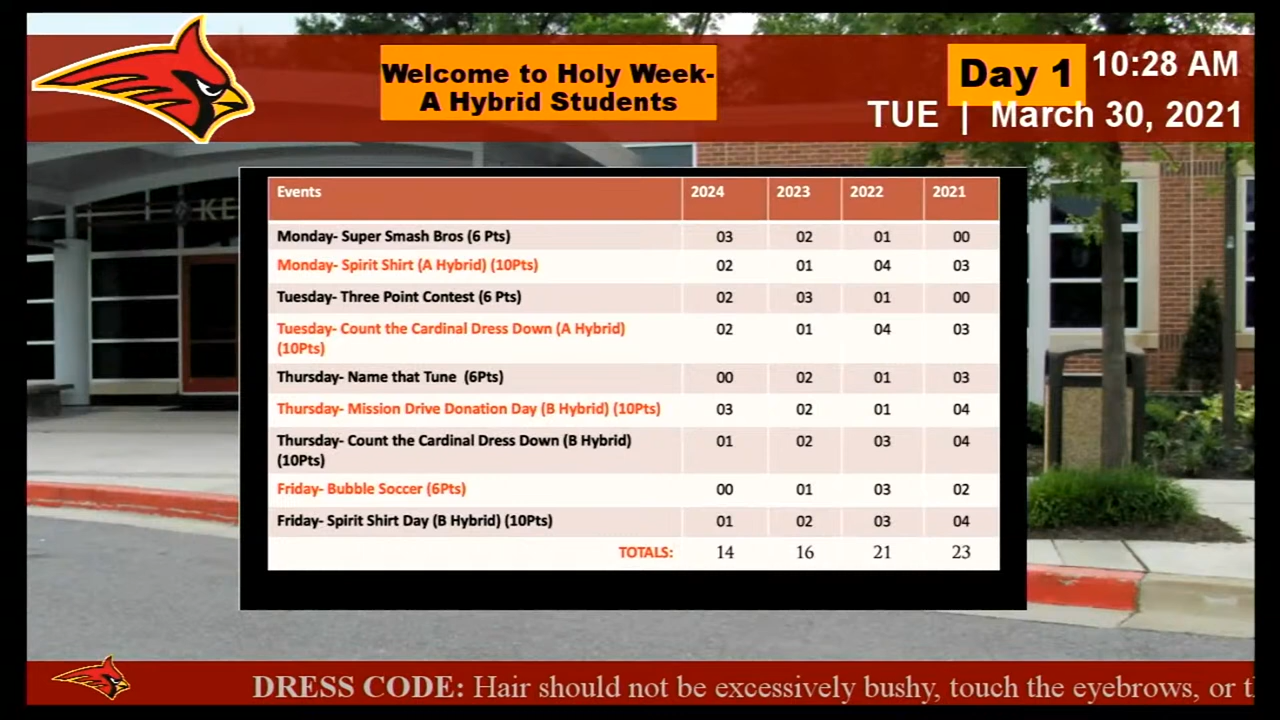 Welcome to Holy Week-
A Hybrid Students
Day 1
10:28 AM
TUE | March 30, 2021
KE
Events 2024 2023 2022 2021
Monday- Super Smash Bros (6 Pts) 03 02 01 00
Monday- Spirit Shirt (A Hybrid) (10Pts) 02 01 04 03
Tuesday- Three Point Contest (6 Pts) 02 03 01 00
Tuesday- Count the Cardinal Dress Down (A Hybrid)
(10Pts) 02 01 04 03
Thursday- Name that Tune (6Pts) 00 02 01 03
Thursday- Mission Drive Donation Day (B Hybrid) (10Pts) 03 02 01 04
Thursday- Count the Cardinal Dress Down (B Hybrid)
(10Pts) 01 02 03 04
Friday- Bubble Soccer (6Pts) 00 01 03 02
Friday- Spirit Shirt Day (B Hybrid) (10Pts) 01 02 03 04
TOTALS: 14 16 21 23
DRESS CODE: Hair should not be excessively bushy, touch the eyebrows, or